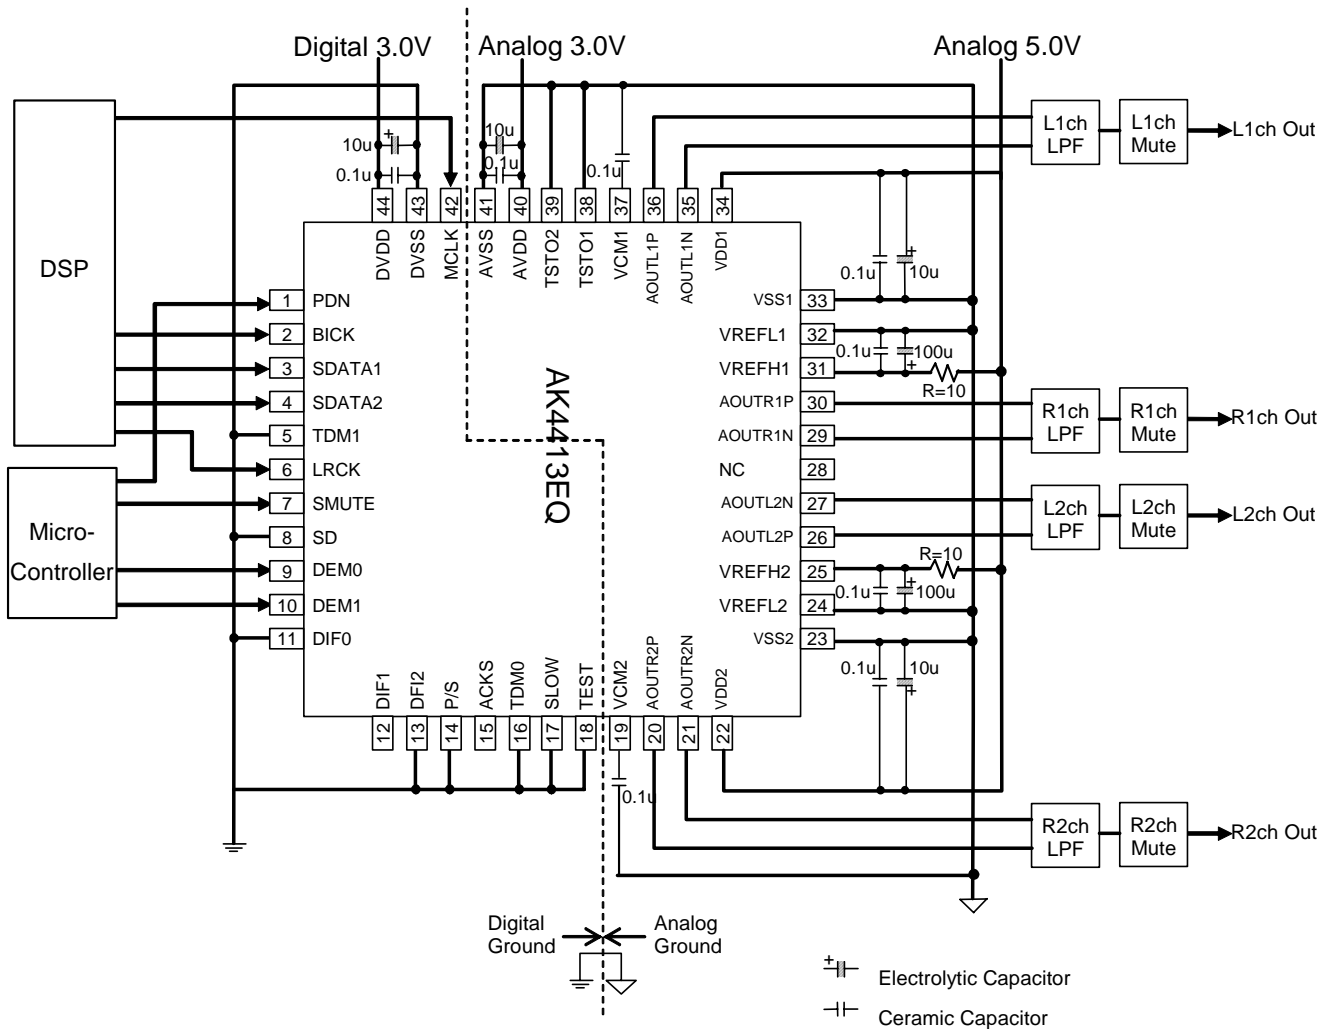 Digital 3.0V
Analog 3.0V
Analog 5.0V
DSP
Micro-
Controller
10u
+
0.1u
10u
+
0.1u
0.1u
44
43
42
41
40
39
38
37
36
35
34
DVDD
DVSS
MCLK
AVSS
AVDD
TSTO2
TSTO1
VCM1
AOUTL1P
AOUTL1N
VDD1
1 PDN
2 BICK
3 SDATA1
4 SDATA2
5 TDM1
6 LRCK
7 SMUTE
8 SD
9 DEM0
10 DEM1
11 DIF0
AK4413EQ
VSS1 33
VREFL1 32
VREFH1 31
AOUTR1P 30
AOUTR1N 29
NC 28
AOUTL2N 27
AOUTL2P 26
VREFH2 25
VREFL2 24
VSS2 23
DIF1
DFI2
P/S
ACKS
TDM0
SLOW
TEST
VCM2
AOUTR2P
AOUTR2N
VDD2
12
13
14
15
16
17
18
19
20
21
22
0.1u
+
10u
0.1u
100u
+
R=10
R=10
0.1u
+
100u
0.1u
10u
+
0.1u
L1ch
LPF
L1ch
Mute
L1ch Out
R1ch
LPF
R1ch
Mute
R1ch Out
L2ch
LPF
L2ch
Mute
L2ch Out
R2ch
LPF
R2ch
Mute
R2ch Out
Digital
Ground
Analog
Ground
+
Electrolytic Capacitor
Ceramic Capacitor